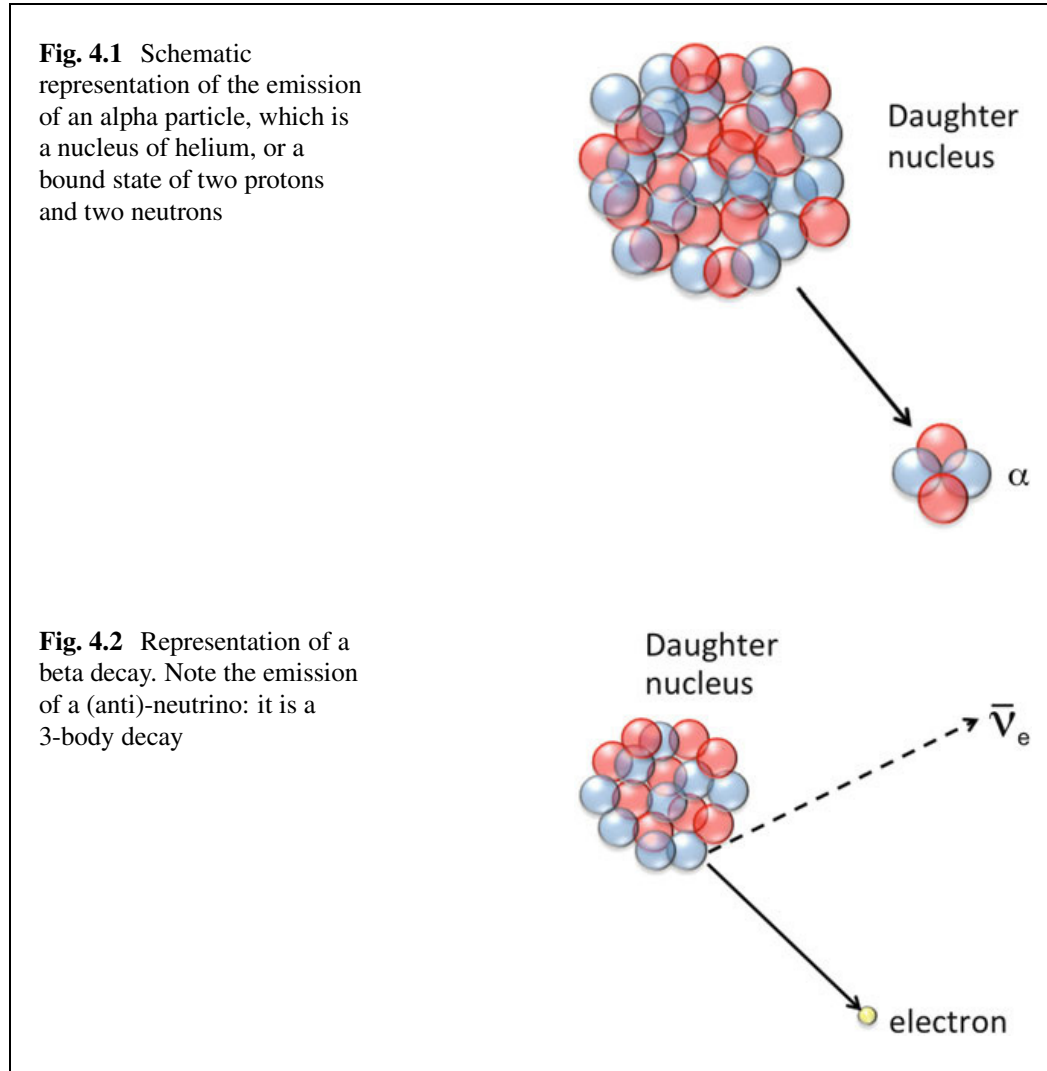 Fig. 4.1 Schematic
representation of the emission
of an alpha particle, which is
a nucleus of helium, or a
bound state of two protons
and two neutrons
Daughter
nucleus
α
Fig. 4.2 Representation of a
beta decay. Note the emission
of a (anti)-neutrino: it is a
3-body decay
Daughter
nucleus
ν̅e
electron